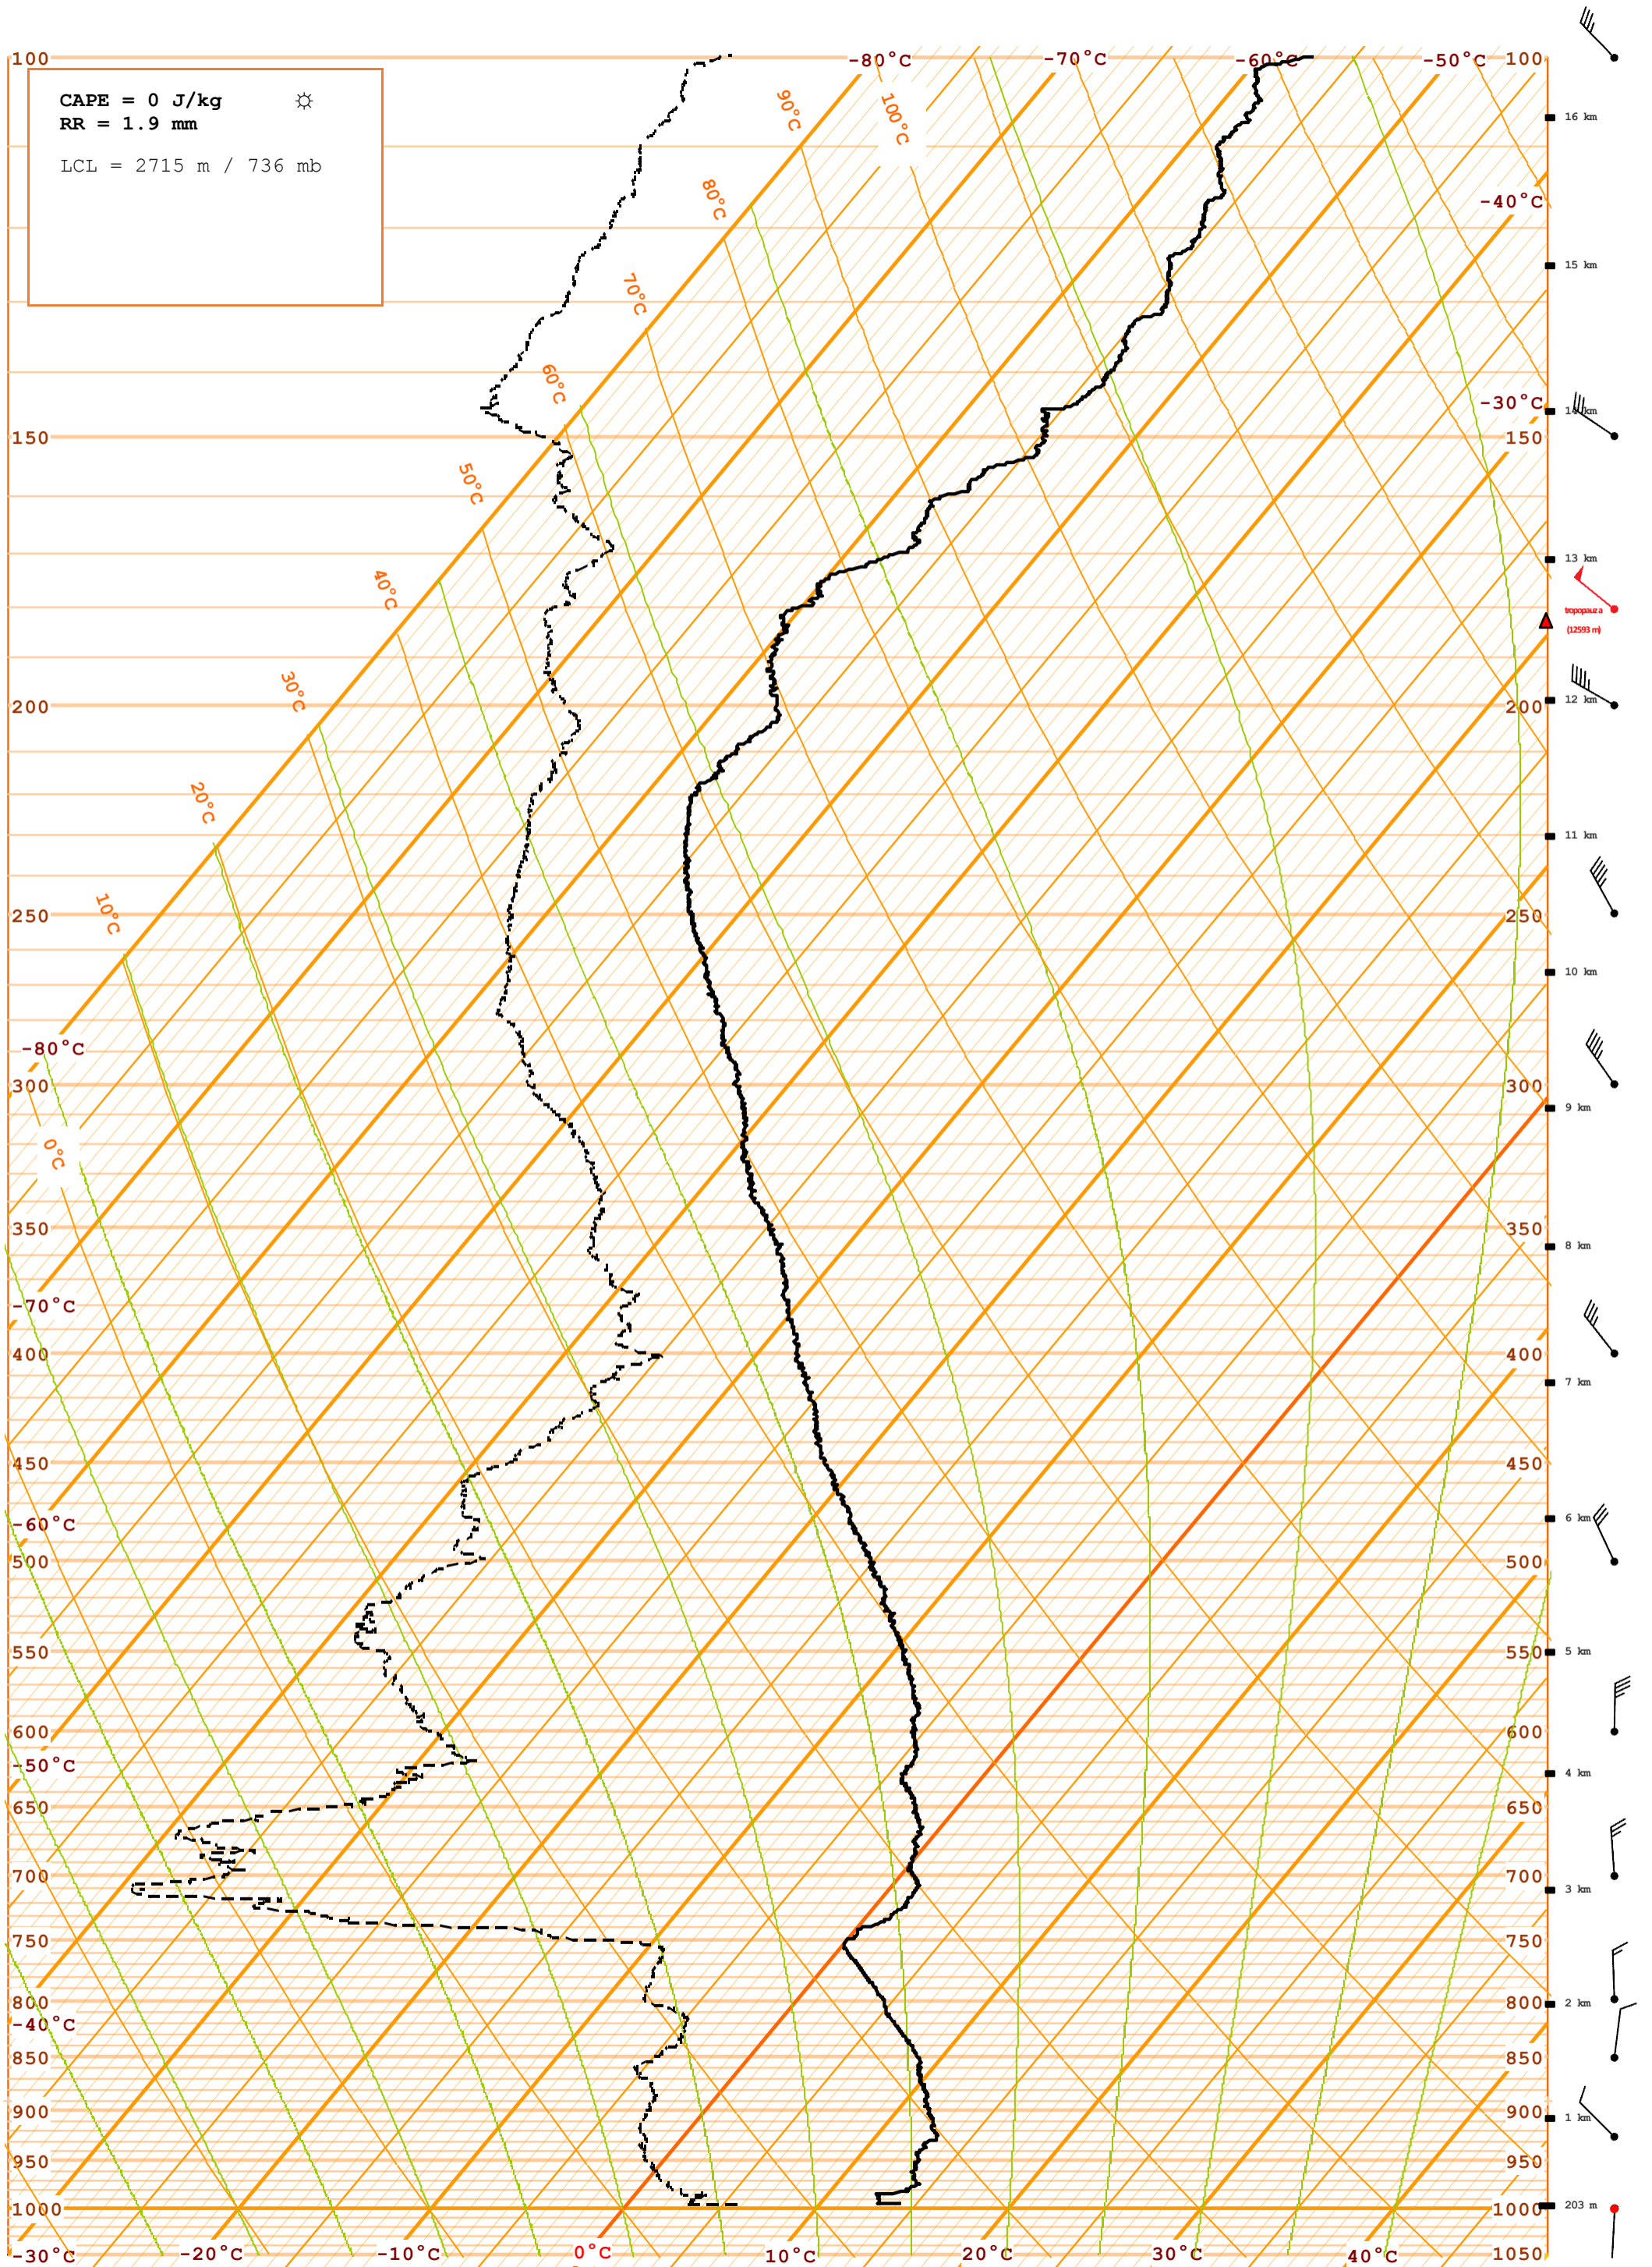 100 -80°C -70°C -60°C -50°C 100
CAPE = 0 J/kg ☼
RR = 1.9 mm
LCL = 2715 m / 736 mb
90°C 100°C
16 km
80°C
-40°C
15 km
70°C
60°C
-30°C
14 km
150 150
50°C
13 km
40°C
tropopauza
(12593 m)
30°C
200 200 12 km
20°C
11 km
10°C
250 250
10 km
-80°C
300 300
9 km
0°C
350 350
8 km
-70°C
400 400
7 km
450 450
6 km
-60°C
500 500
550 550 5 km
600 600
-50°C
4 km
650 650
700 700
3 km
750 750
800 800 2 km
-40°C
850 850
900 900
1 km
950 950
1000 1000 203 m
-30°C -20°C -10°C 0°C 10°C 20°C 30°C 40°C 1050